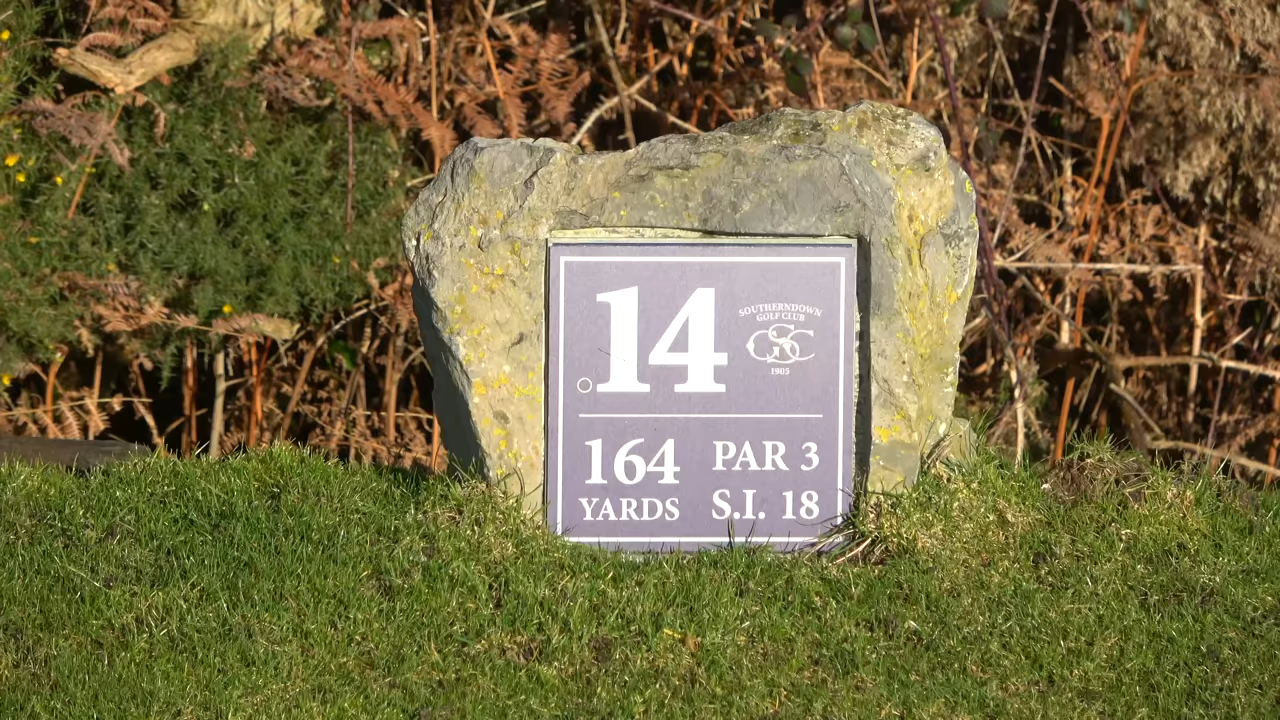 14
SOUTHERNDOWN
GOLF CLUB
GSC
1905
164
YARDS
PAR 3
S.I. 18